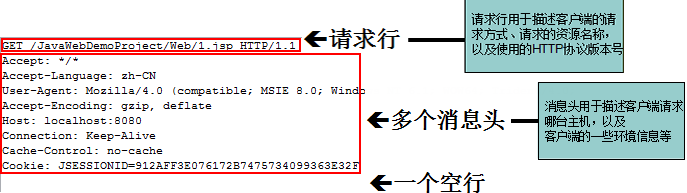 GET /JavaWebDemoProject/Web/1.jsp HTTP/1.1
Accept: */*
Accept-Language: zh-CN
User-Agent: Mozilla/4.0 (compatible; MSIE 8.0; Windo
Accept-Encoding: gzip, deflate
Host: localhost:8080
Connection: Keep-Alive
Cache-Control: no-cache
Cookie: JSESSIONID=912AFF3E076172B7475734099363E32F
请求行
多个消息头
一个空行
请求行用于描述客户端的请
求方式、请求的资源名称,
以及使用的HTTP协议版本号
消息头用于描述客户端请求
哪台主机，以及
客户端的一些环境信息等